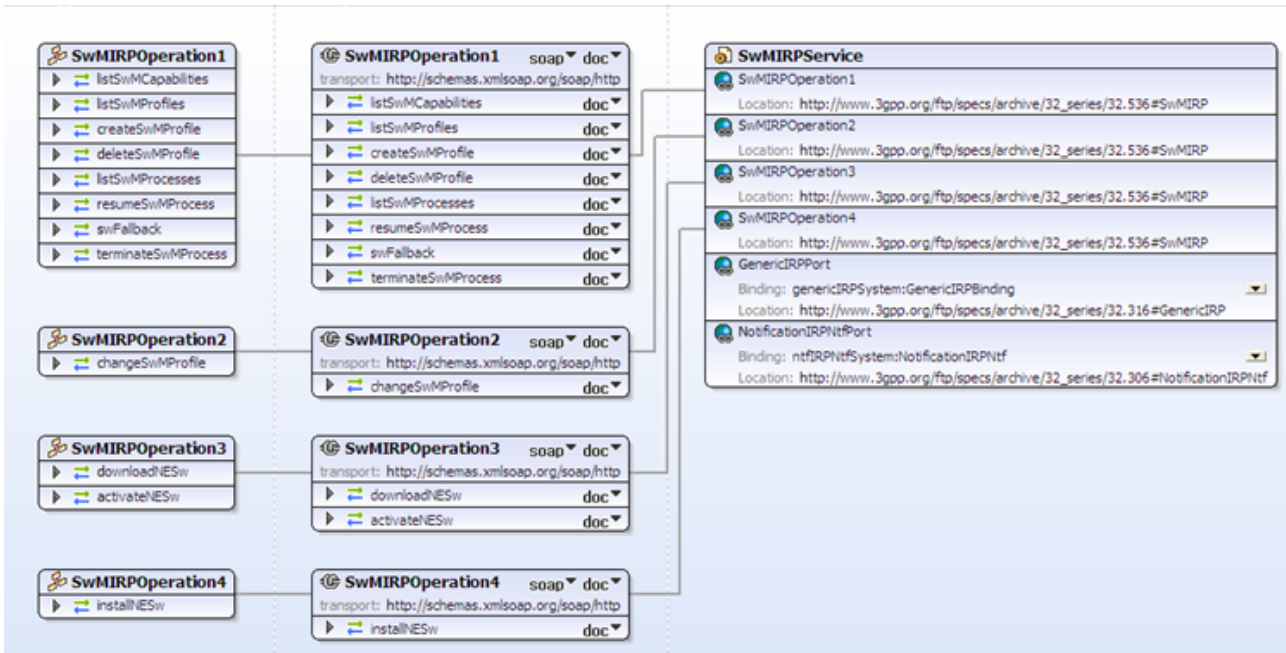 SwMIRPOperation1
listSwMCapabilities
listSwMProfiles
createSwMProfile
deleteSwMProfile
listSwMProcesses
resumeSwMProcess
swFallback
terminateSwMProcess
SwMIRPOperation2
changeSwMProfile
SwMIRPOperation3
downloadNESw
activateNESw
SwMIRPOperation4
installNESw
SwMIRPOperation1 soap doc
transport: http://schemas.xmlsoap.org/soap/http
listSwMCapabilities doc
listSwMProfiles doc
createSwMProfile doc
deleteSwMProfile doc
listSwMProcesses doc
resumeSwMProcess doc
swFallback doc
terminateSwMProcess doc
SwMIRPOperation2 soap doc
transport: http://schemas.xmlsoap.org/soap/http
changeSwMProfile doc
SwMIRPOperation3 soap doc
transport: http://schemas.xmlsoap.org/soap/http
downloadNESw doc
activateNESw doc
SwMIRPOperation4 soap doc
transport: http://schemas.xmlsoap.org/soap/http
installNESw doc
SwMIRPService
SwMIRPOperation1
Location: http://www.3gpp.org/ftp/specs/archive/32_series/32.536#SwMIRP
SwMIRPOperation2
Location: http://www.3gpp.org/ftp/specs/archive/32_series/32.536#SwMIRP
SwMIRPOperation3
Location: http://www.3gpp.org/ftp/specs/archive/32_series/32.536#SwMIRP
SwMIRPOperation4
Location: http://www.3gpp.org/ftp/specs/archive/32_series/32.536#SwMIRP
GenericIRPPort
Binding: genericIRPSystem:GenericIRPBinding
Location: http://www.3gpp.org/ftp/specs/archive/32_series/32.316#GenericIRP
NotificationIRPNtfPort
Binding: ntfIRPNtfSystem:NotificationIRPNtf
Location: http://www.3gpp.org/ftp/specs/archive/32_series/32.306#NotificationIRPNtf